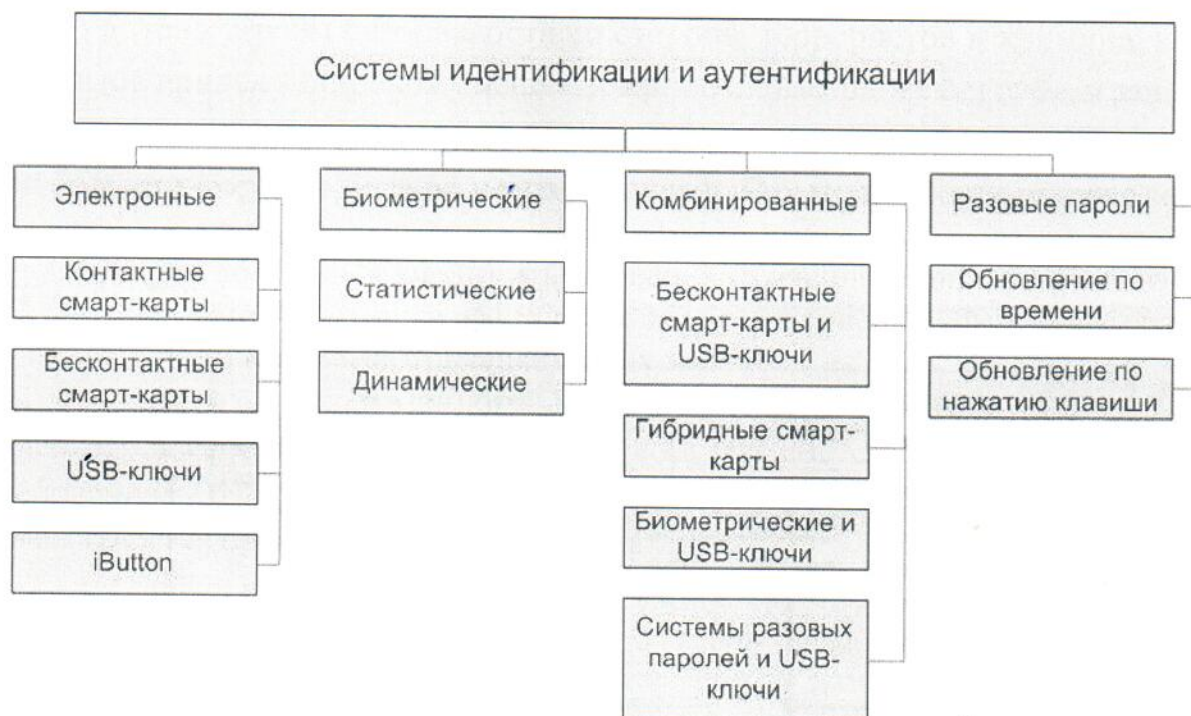 Системы идентификации и аутентификации
Электронные
Контактные
смарт-карты
Бесконтактные
смарт-карты
USB-ключи
iButton
Биометрические
Статистические
Динамические
Комбинированные
Бесконтактные
смарт-карты и
USB-ключи
Гибридные смарт-
карты
Биометрические и
USB-ключи
Системы разовых
паролей и USB-
ключи
Разовые пароли
Обновление по
времени
Обновление по
нажатию клавиши